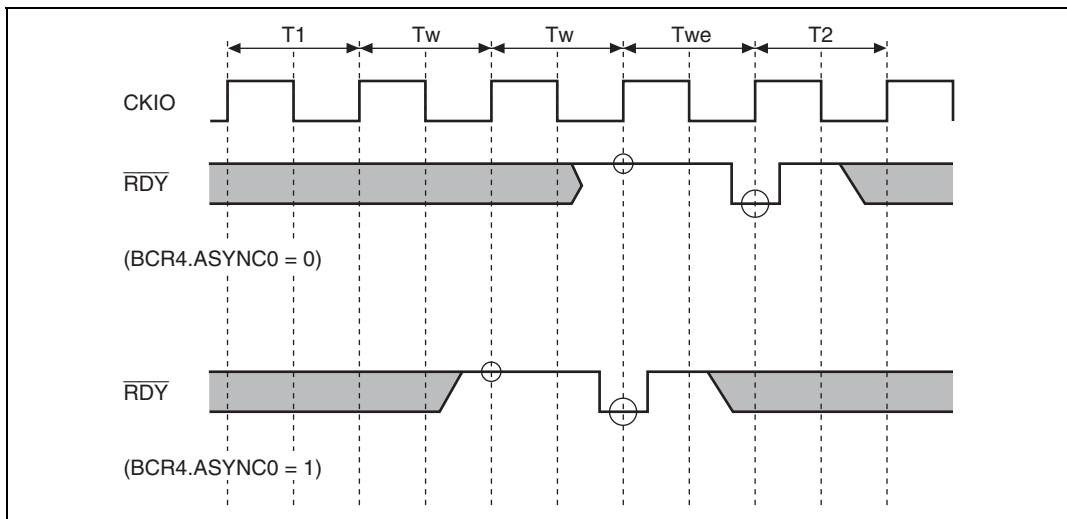 T1 Tw Tw Twe T2
CKIO
RDY
(BCR4.ASYNC0 = 0)
RDY
(BCR4.ASYNC0 = 1)